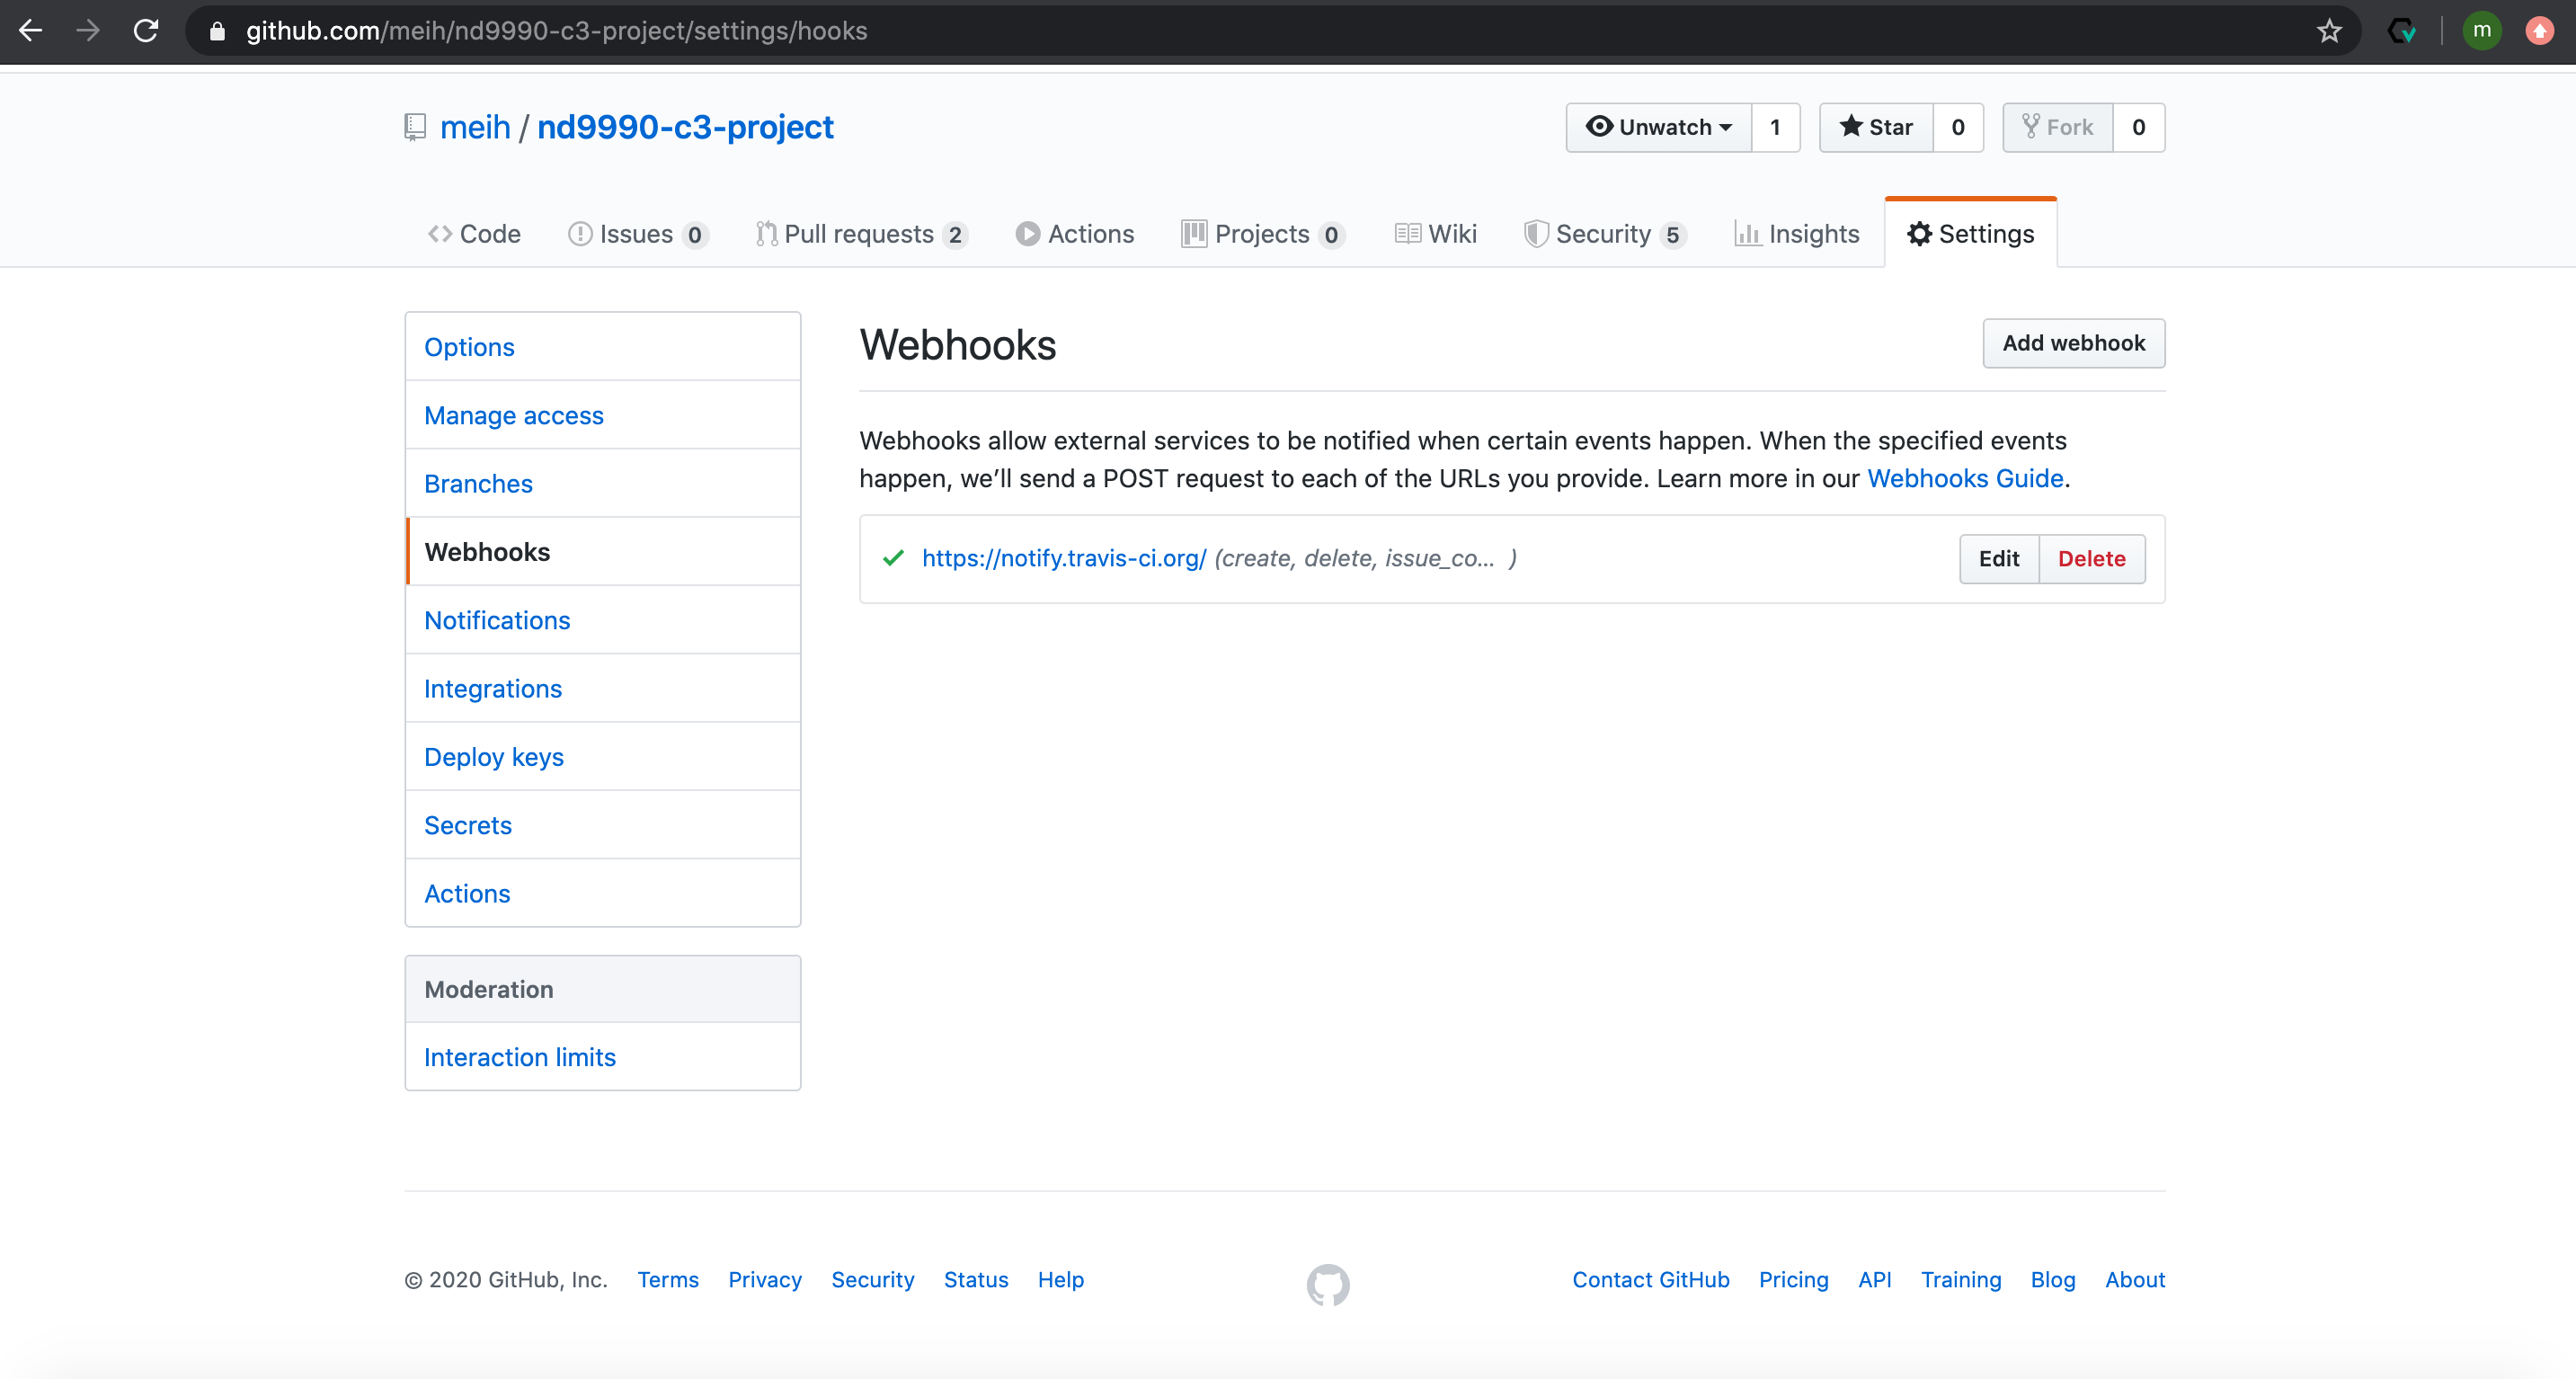 github.com/meih/nd9990-c3-project/settings/hooks
m
meih / nd9990-c3-project
Unwatch 1 Star 0 Fork 0
Code Issues 0 Pull requests 2 Actions Projects 0 Wiki Security 5 Insights Settings
Options
Manage access
Branches
Webhooks
Notifications
Integrations
Deploy keys
Secrets
Actions
Moderation
Interaction limits
Webhooks
Add webhook
Webhooks allow external services to be notified when certain events happen. When the specified events
happen, we’ll send a POST request to each of the URLs you provide. Learn more in our Webhooks Guide.
https://notify.travis-ci.org/ (create, delete, issue_co... )
Edit Delete
© 2020 GitHub, Inc. Terms Privacy Security Status Help
Contact GitHub Pricing API Training Blog About